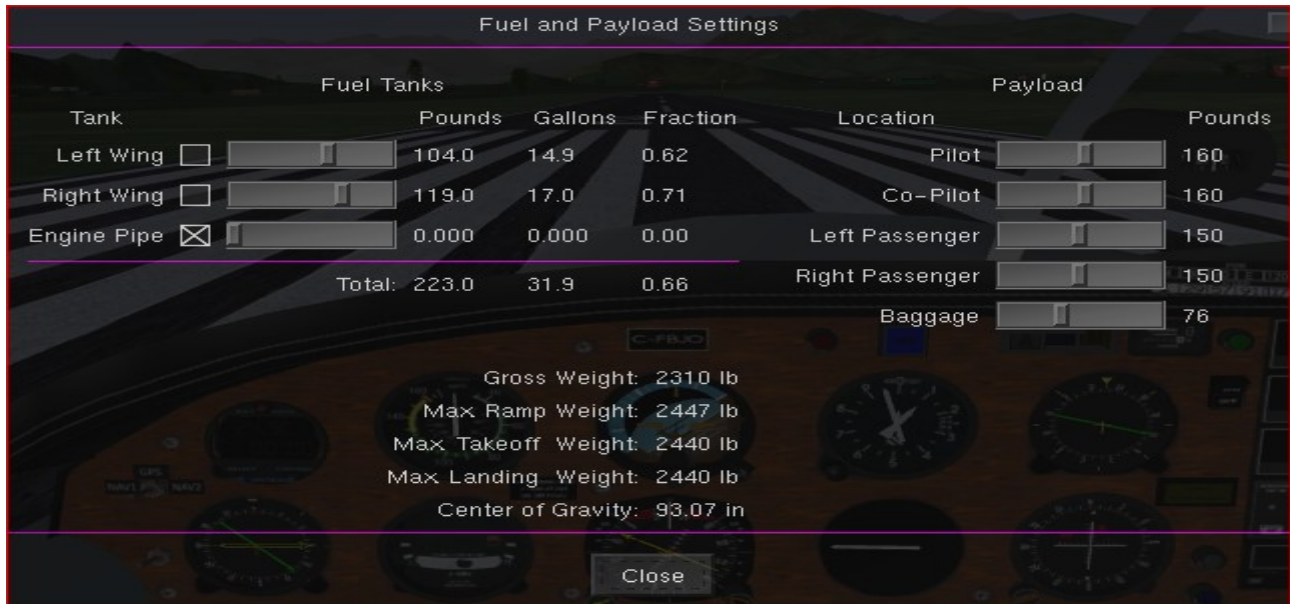 Fuel and Payload Settings
Fuel Tanks
Tank Pounds Gallons Fraction
Left Wing 104.0 14.9 0.62
Right Wing 119.0 17.0 0.71
Engine Pipe 0.000 0.000 0.00
Total: 223.0 31.9 0.66
Payload
Location Pounds
Pilot 160
Co-Pilot 160
Left Passenger 150
Right Passenger 150
Baggage 76
C-FBJO
Gross Weight: 2310 lb
Max Ramp Weight: 2447 lb
Max Takeoff Weight: 2440 lb
Max Landing Weight: 2440 lb
Center of Gravity: 93.07 in
GPS
NAV1 NAV2
Close